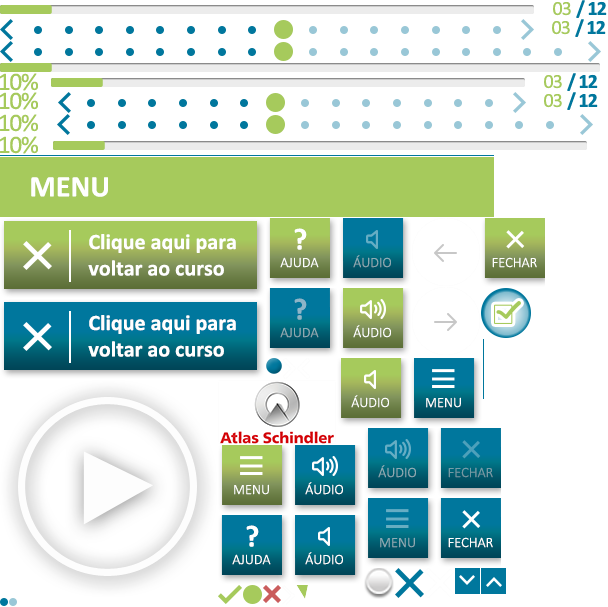 03 / 12
03 / 12
10%
03 / 12
10%
03 / 12
10%
10%
MENU
Clique aqui para
voltar ao curso
AJUDA
ÁUDIO
FECHAR
Clique aqui para
voltar ao curso
AJUDA
ÁUDIO
ÁUDIO
MENU
Atlas Schindler
MENU
ÁUDIO
ÁUDIO
FECHAR
AJUDA
ÁUDIO
MENU
FECHAR